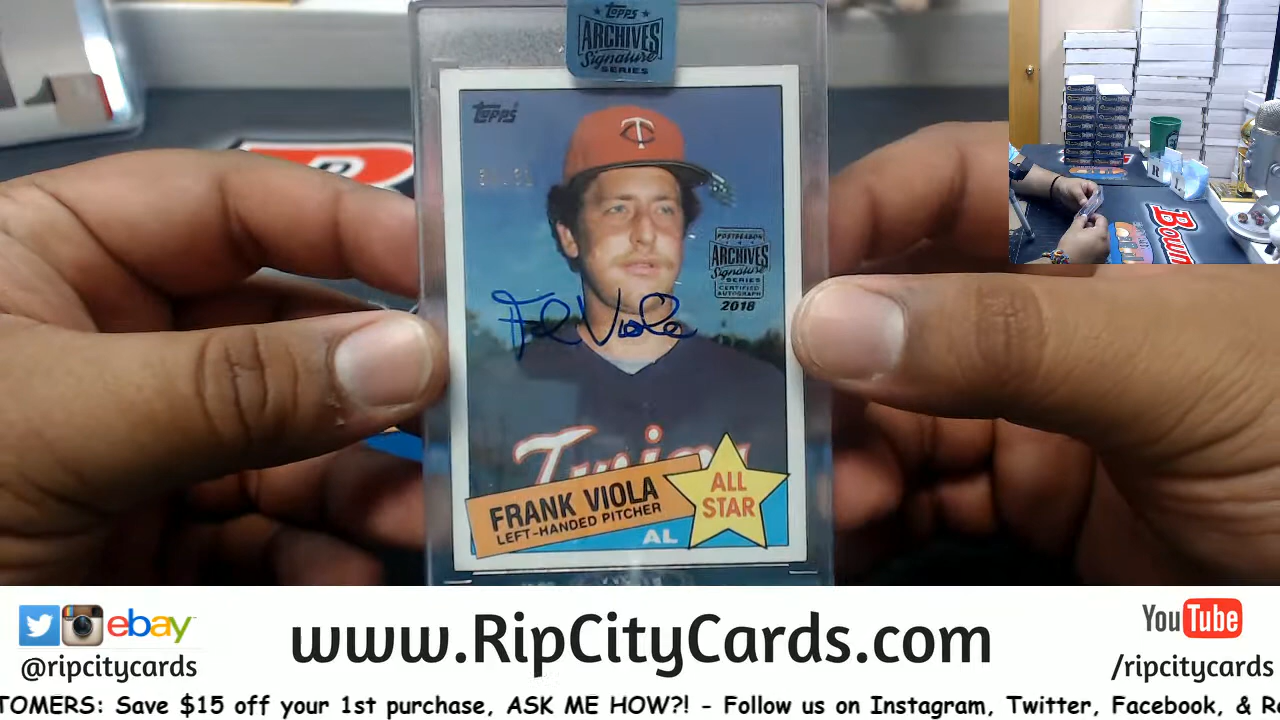 Topps
ARCHIVES
Signature
SERIES
Topps
POSTSEASON
ARCHIVES
Signature
SERIES
CERTIFIED
AUTOGRAPH
2018
Twins
FRANK VIOLA
LEFT-HANDED PITCHER
ALL
STAR
AL
R
Bown
ebay
@ripcitycards
www.RipCityCards.com
YouTube
/ripcitycards
TOMERS: Save $15 off your 1st purchase, ASK ME HOW?! - Follow us on Instagram, Twitter, Facebook, & Re